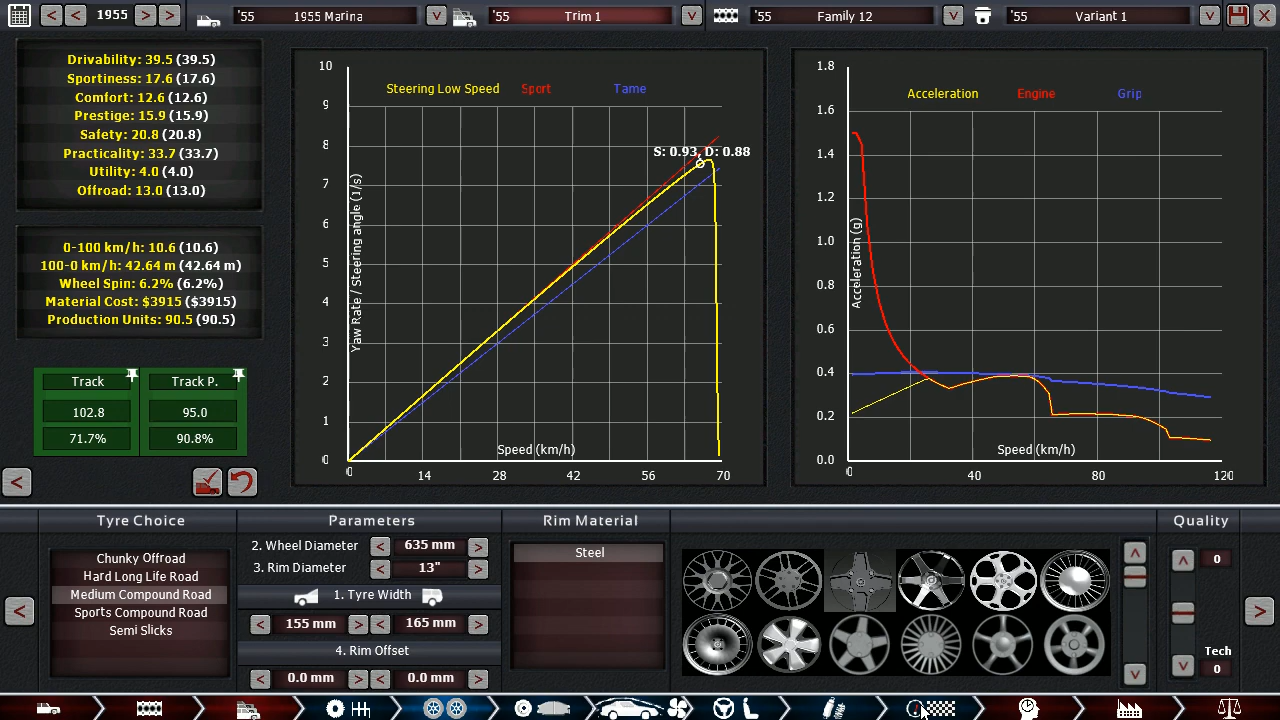 1955
'55 1955 Marina
'55 Trim 1
'55 Family 12
'55 Variant 1
Drivability: 39.5 (39.5)
Sportiness: 17.6 (17.6)
Comfort: 12.6 (12.6)
Prestige: 15.9 (15.9)
Safety: 20.8 (20.8)
Practicality: 33.7 (33.7)
Utility: 4.0 (4.0)
Offroad: 13.0 (13.0)
0-100 km/h: 10.6 (10.6)
100-0 km/h: 42.64 m (42.64 m)
Wheel Spin: 6.2% (6.2%)
Material Cost: $3915 ($3915)
Production Units: 90.5 (90.5)
Track Track P.
102.8 95.0
71.7% 90.8%
Steering Low Speed Sport Tame
S: 0.93, D: 0.88
Yaw Rate / Steering angle (1/s)
10
9
8
7
6
5
4
3
2
1
0
Speed (km/h)
0 14 28 42 56 70
Acceleration Engine Grip
Acceleration (g)
1.8
1.6
1.4
1.2
1.0
0.8
0.6
0.4
0.2
0.0
Speed (km/h)
0 40 80 120
Tyre Choice
Chunky Offroad
Hard Long Life Road
Medium Compound Road
Sports Compound Road
Semi Slicks
Parameters
2. Wheel Diameter < 635 mm >
3. Rim Diameter < 13" >
1. Tyre Width
< 155 mm > < 165 mm >
4. Rim Offset
< 0.0 mm > < 0.0 mm >
Rim Material
Steel
Quality
0
Tech
0